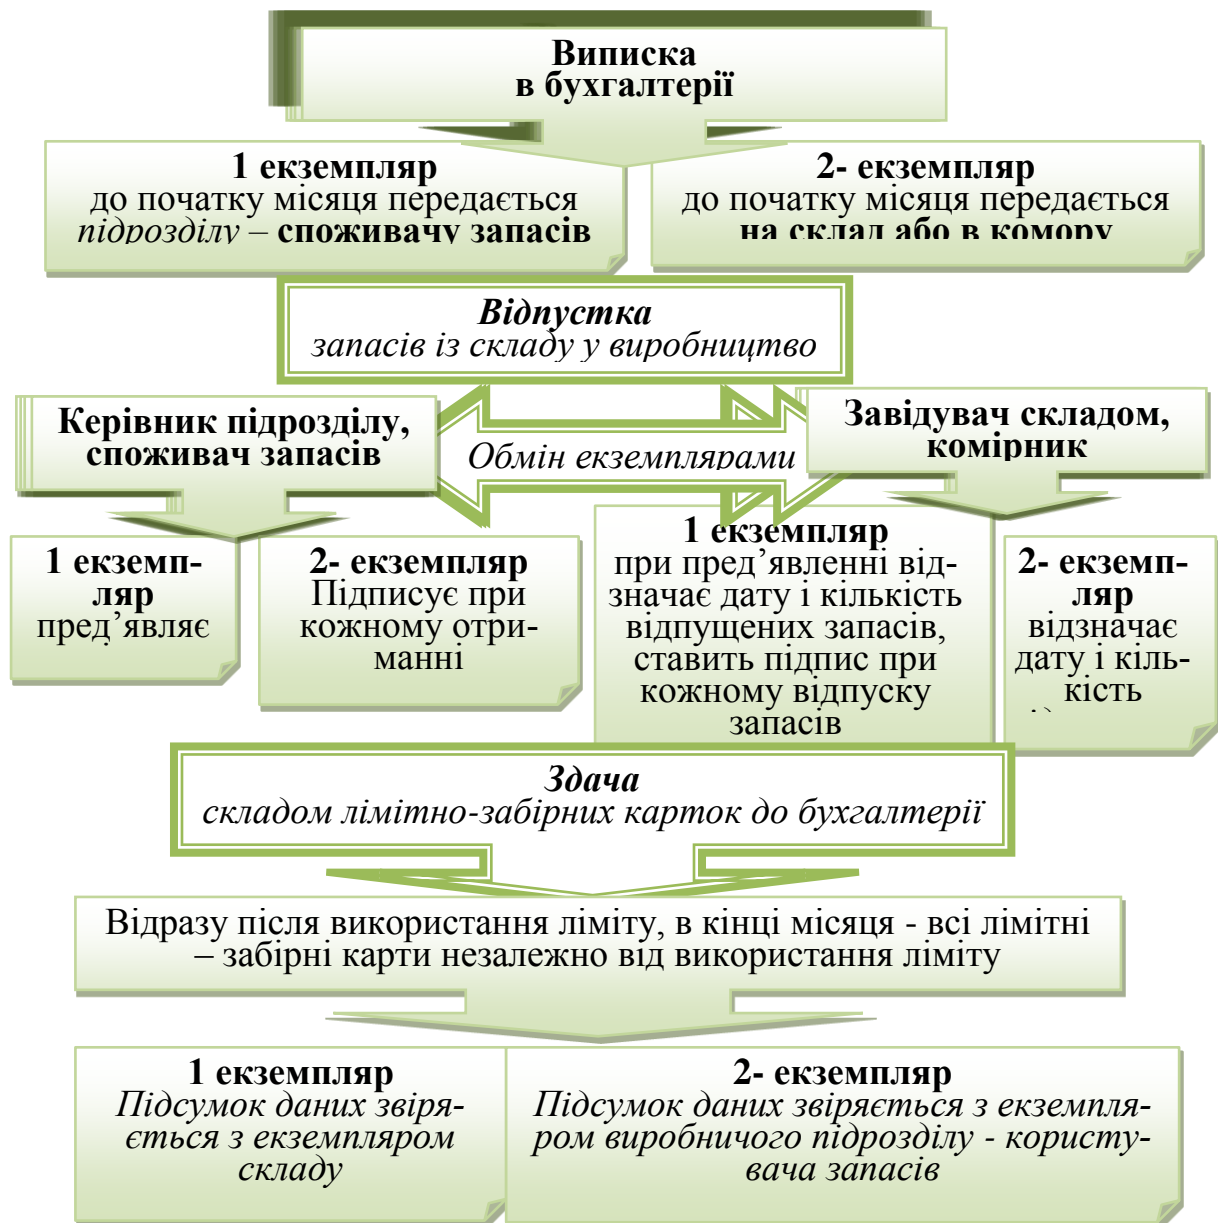 Виписка
в бухгалтерії
1 екземпляр
до початку місяця передається
підрозділу – споживачу запасів
2- екземпляр
до початку місяця передається
на склад або в комору
Відпустка
запасів із складу у виробництво
Керівник підрозділу,
споживач запасів
Обмін екземплярами
Завідувач складом,
комірник
1 екземп-
ляр
пред’являє
2- екземпляр
Підписує при
кожному отри-
манні
1 екземпляр
при пред’явленні від-
значає дату і кількість
відпущених запасів,
ставить підпис при
кожному відпуску
запасів
2- екземп-
ляр
відзначає
дату і кіль-
кість
Здача
складом лімітно-забірних карток до бухгалтерії
Відразу після використання ліміту, в кінці місяця - всі лімітні
– забірні карти незалежно від використання ліміту
1 екземпляр
Підсумок даних звіря-
ється з екземпляром
складу
2- екземпляр
Підсумок даних звіряється з екземпля-
ром виробничого підрозділу - користу-
вача запасів